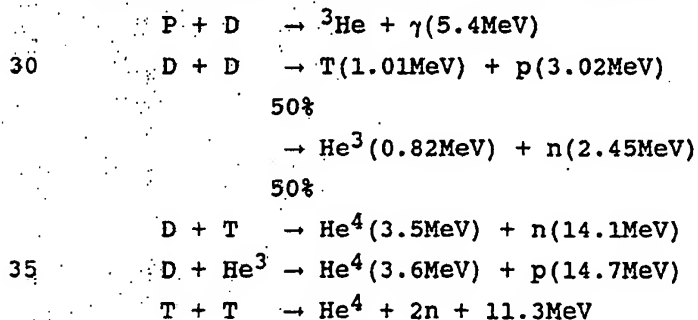 P + D → ³He + γ(5.4MeV)
30 D + D → T(1.01MeV) + p(3.02MeV)
50%
→ He³(0.82MeV) + n(2.45MeV)
50%
D + T → He⁴(3.5MeV) + n(14.1MeV)
35 D + He³ → He⁴(3.6MeV) + p(14.7MeV)
T + T → He⁴ + 2n + 11.3MeV